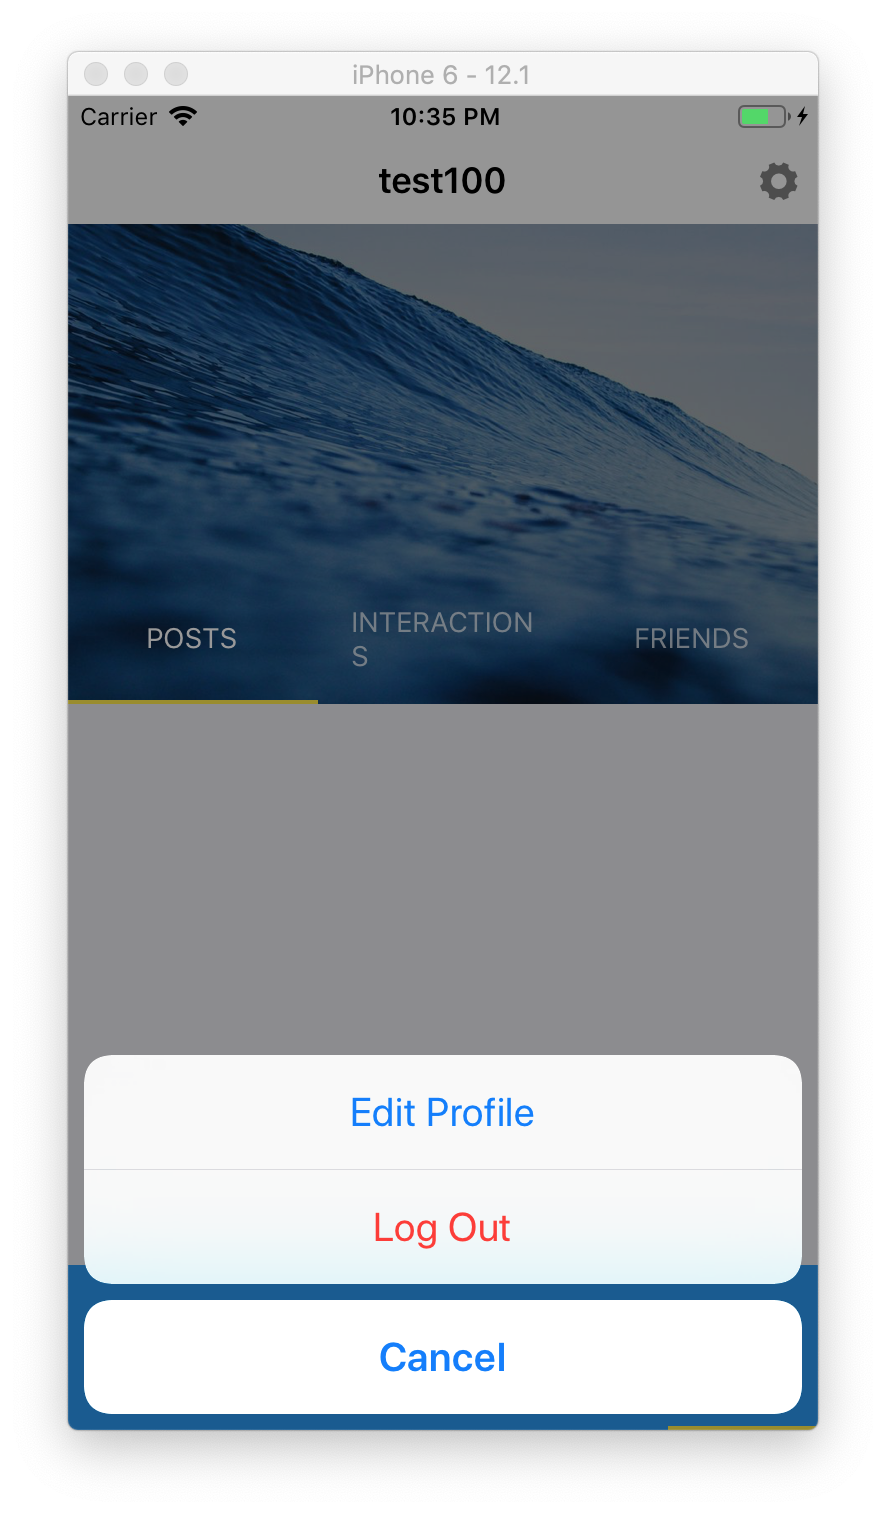 iPhone 6 - 12.1
Carrier 10:35 PM
test100
POSTS INTERACTION FRIENDS
S
Edit Profile
Log Out
Cancel